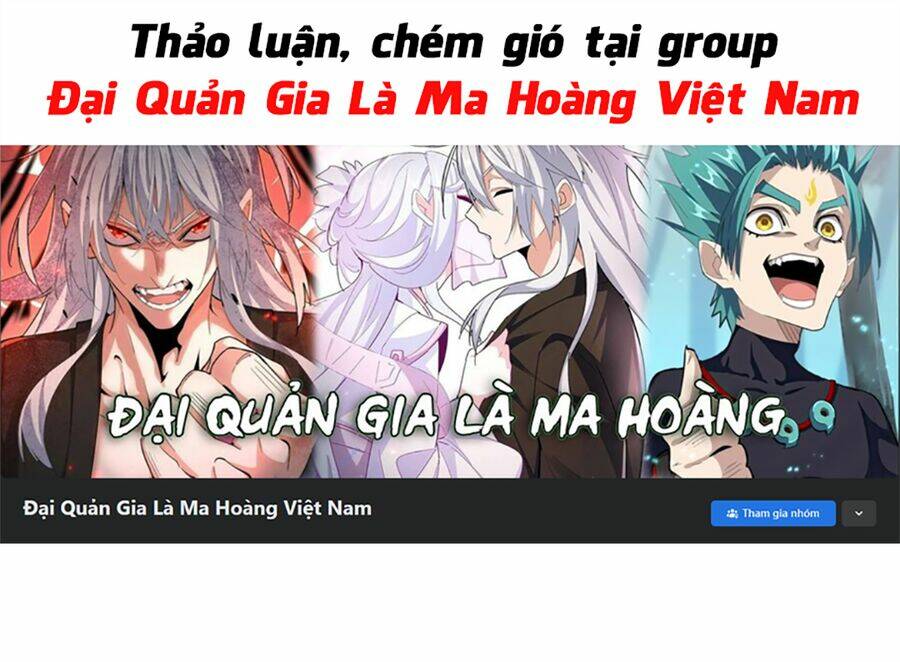 Thảo luận, chém gió tại group
Đại Quản Gia Là Ma Hoàng Việt Nam
ĐẠI QUẢN GIA LÀ MA HOÀNG
Đại Quản Gia Là Ma Hoàng Việt Nam
Tham gia nhóm